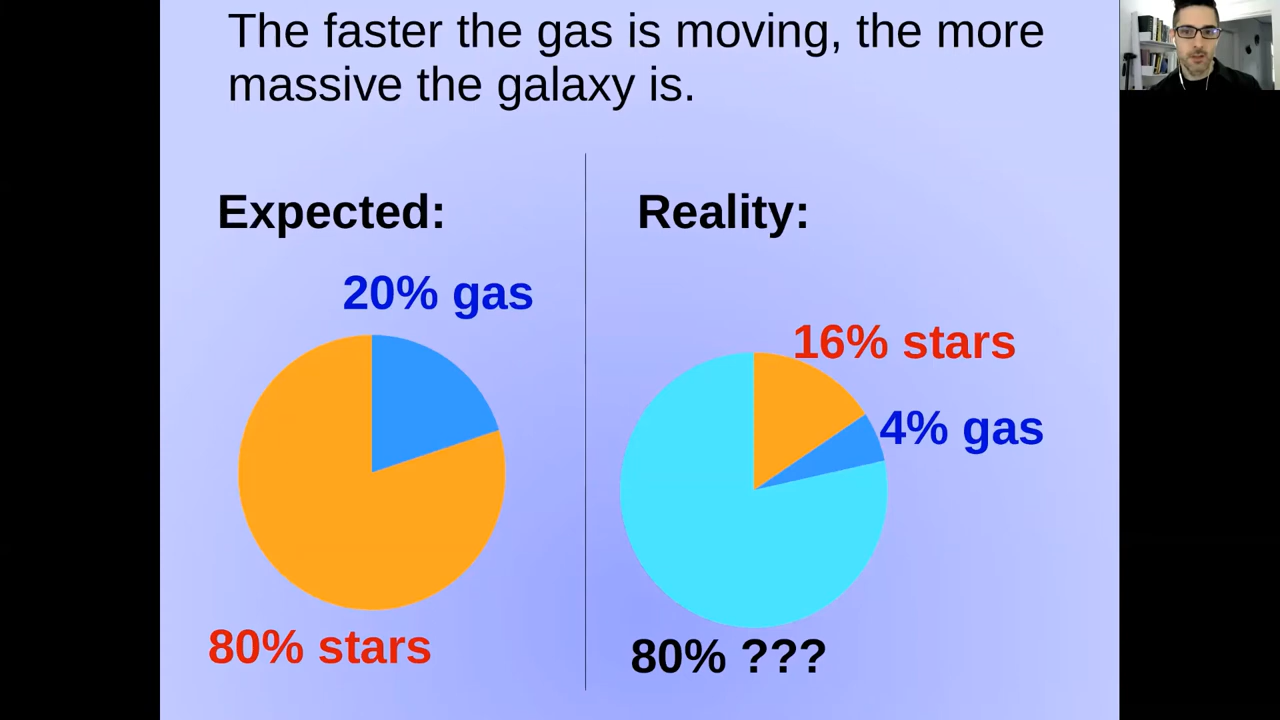 The faster the gas is moving, the more
massive the galaxy is.
Expected:
20% gas
80% stars
Reality:
16% stars
4% gas
80% ???